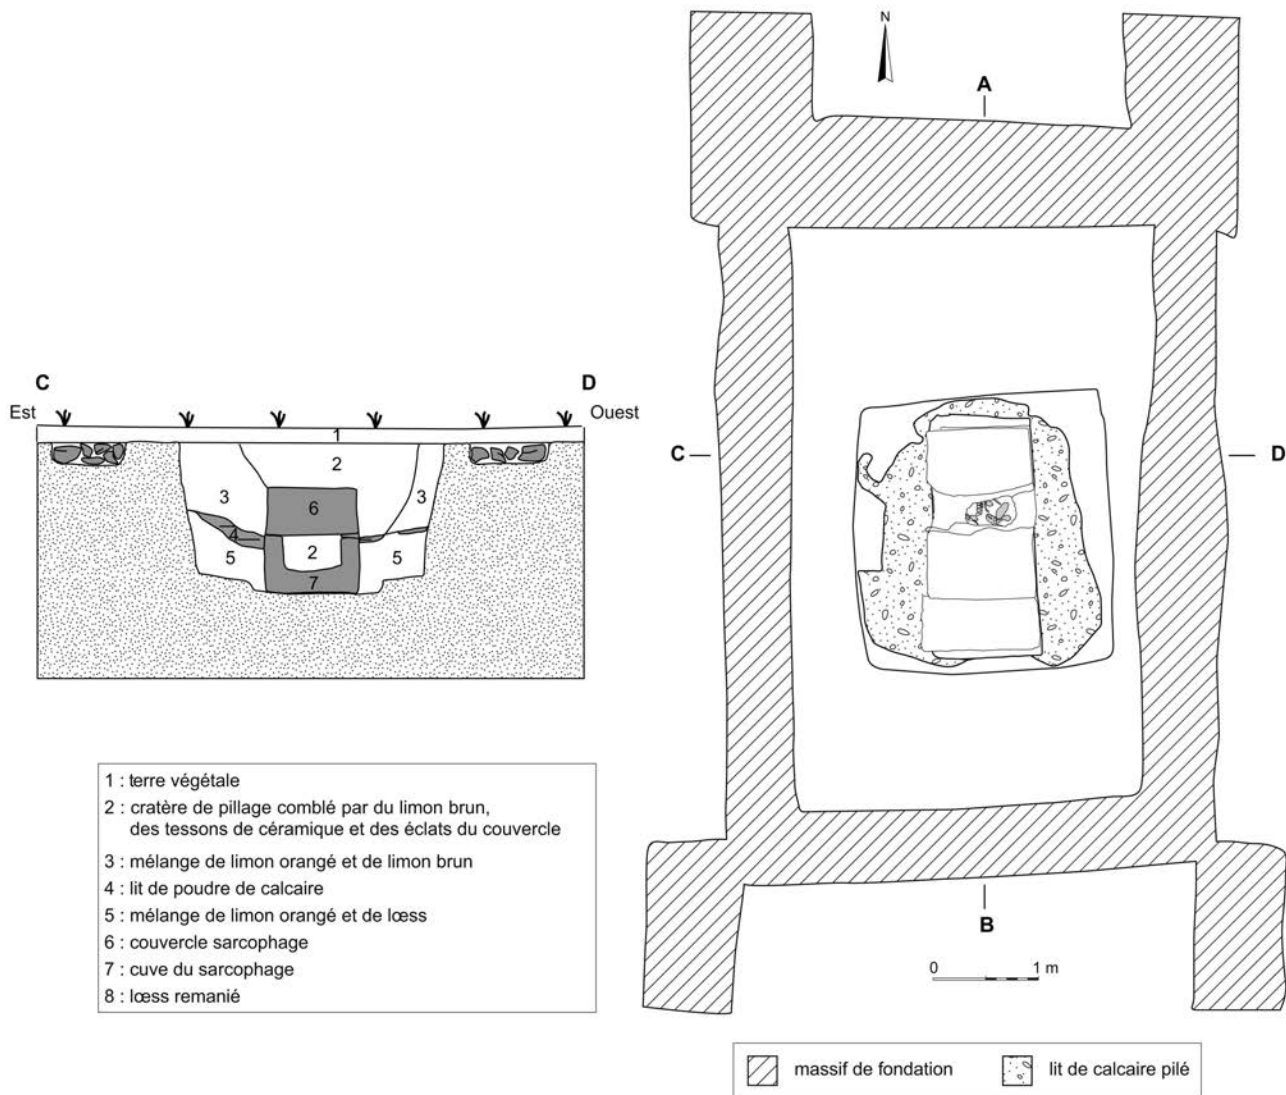 C
D
Est
Ouest
1
2
3
6
3
4
5
2
5
7
1 : terre végétale
2 : cratère de pillage comblé par du limon brun,
des tessons de céramique et des éclats du couvercle
3 : mélange de limon orangé et de limon brun
4 : lit de poudre de calcaire
5 : mélange de limon orangé et de lœss
6 : couvercle sarcophage
7 : cuve du sarcophage
8 : lœss remanié
N
A
C
D
B
0 1 m
massif de fondation
lit de calcaire pilé